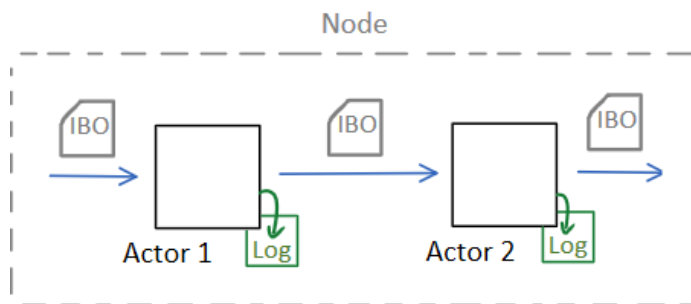 Node
IBO
IBO
IBO
Actor 1
Log
Actor 2
Log